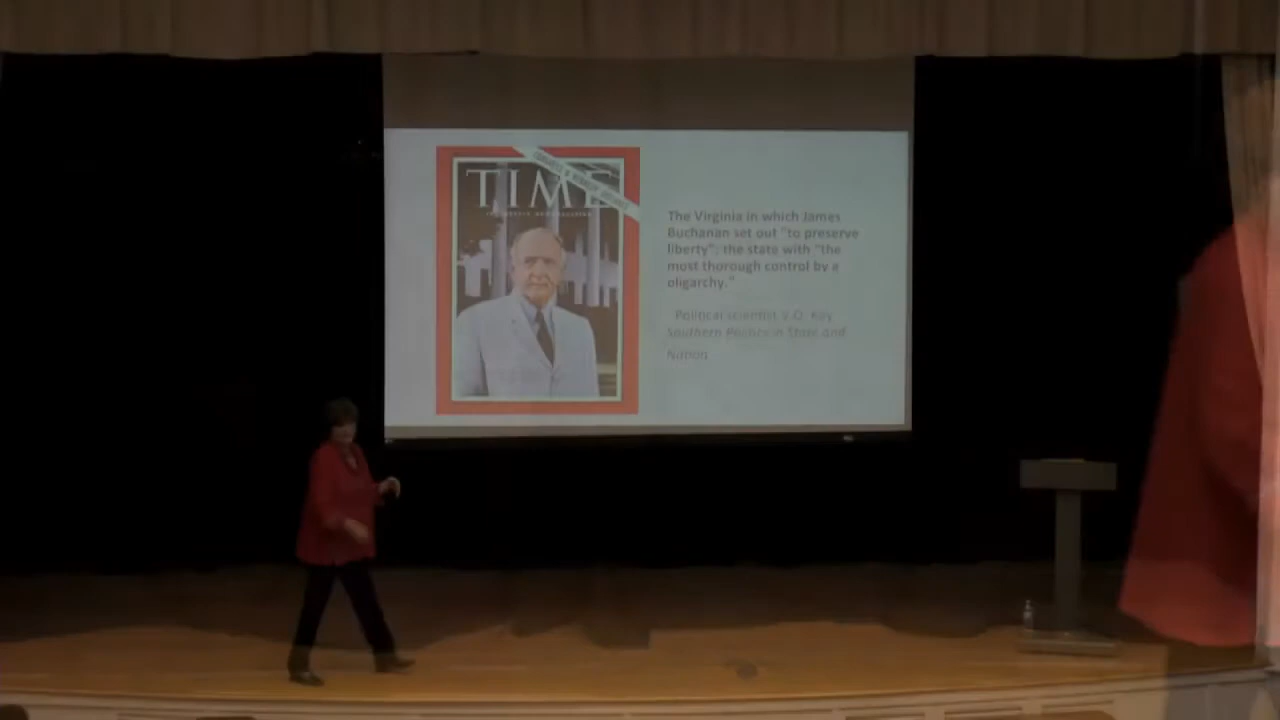 TIME
The Virginia in which James
Buchanan set out "to preserve
liberty": the state with "the
most thorough control by a
oligarchy."
Political scientist V.O. Key
Southern Politics in State and
Nation